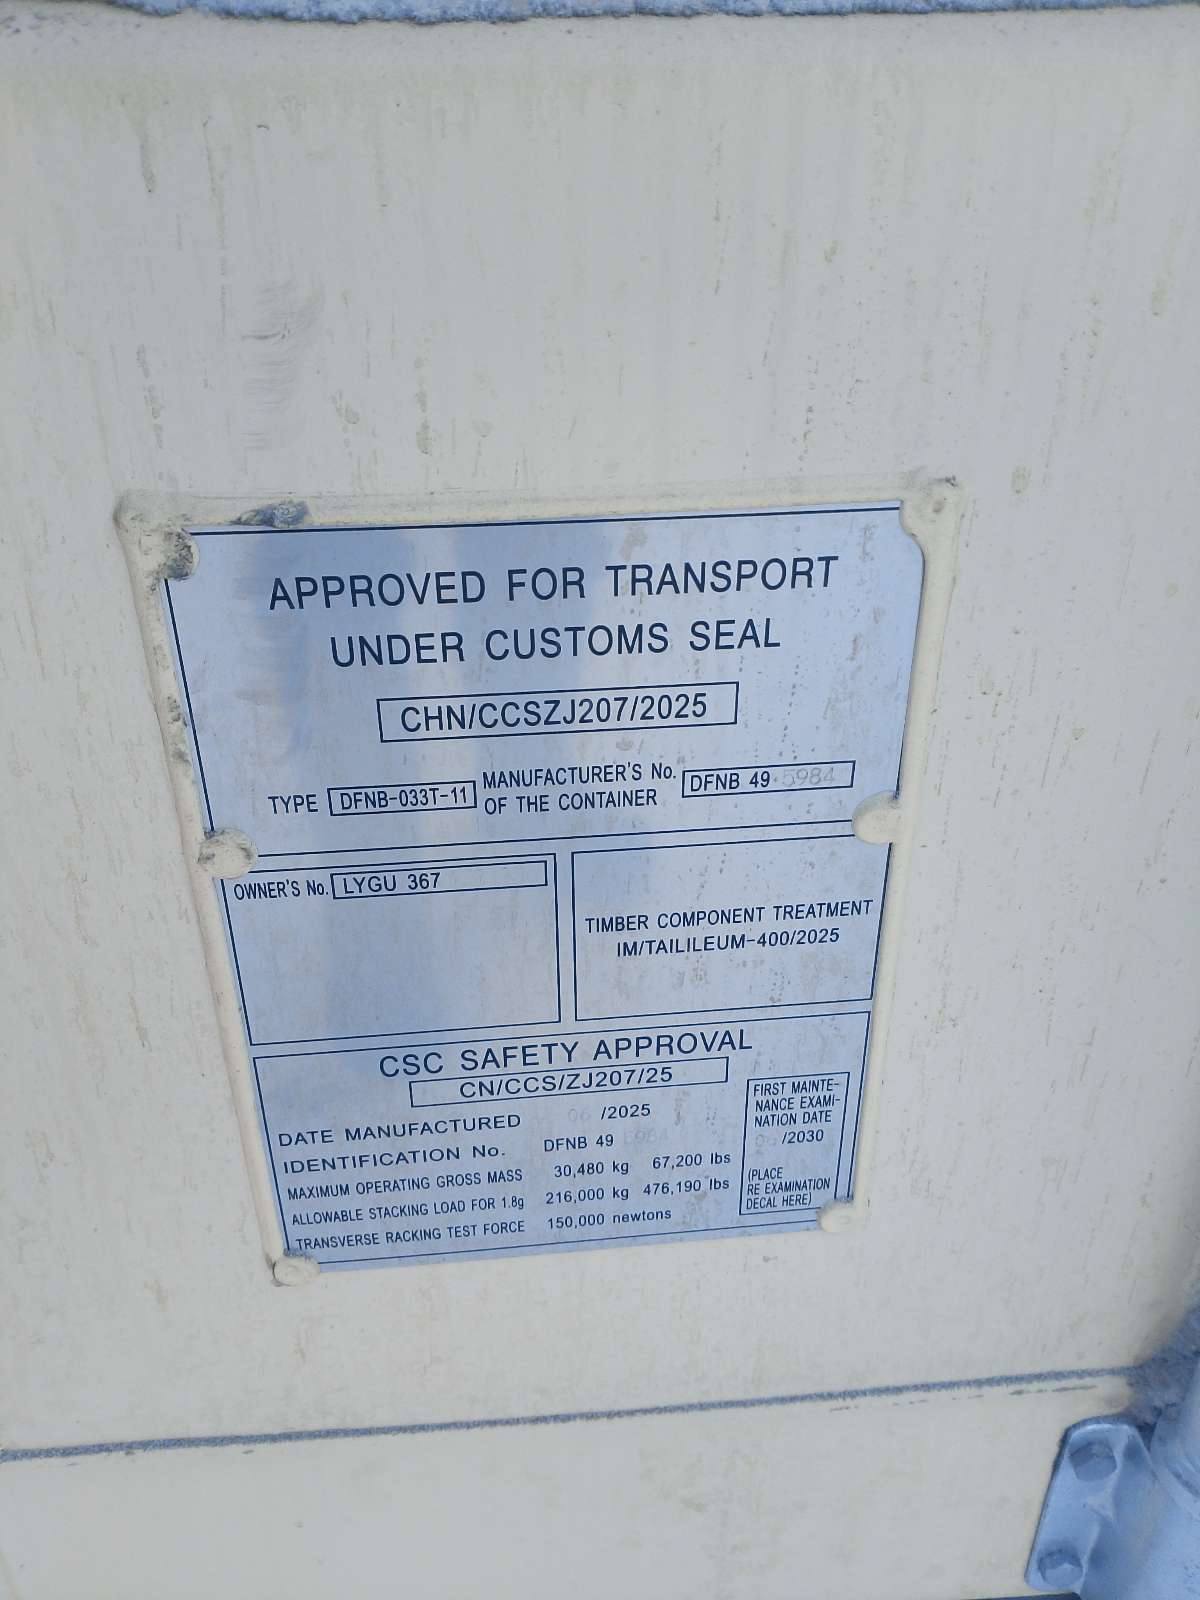 APPROVED FOR TRANSPORT
UNDER CUSTOMS SEAL
CHN/CCSZJ207/2025
TYPE DFNB-033T-11
MANUFACTURER'S No.
OF THE CONTAINER
DFNB 49 5984
OWNER'S No. LYGU 367
TIMBER COMPONENT TREATMENT
IM/TAILILEUM-400/2025
CSC SAFETY APPROVAL
CN/CCS/ZJ207/25
DATE MANUFACTURED 06 /2025
IDENTIFICATION No. DFNB 49 5984
MAXIMUM OPERATING GROSS MASS 30,480 kg 67,200 lbs
ALLOWABLE STACKING LOAD FOR 1.8g 216,000 kg 476,190 lbs
TRANSVERSE RACKING TEST FORCE 150,000 newtons
FIRST MAINTE-
NANCE EXAMI-
NATION DATE
/2030
(PLACE
RE EXAMINATION
DECAL HERE)